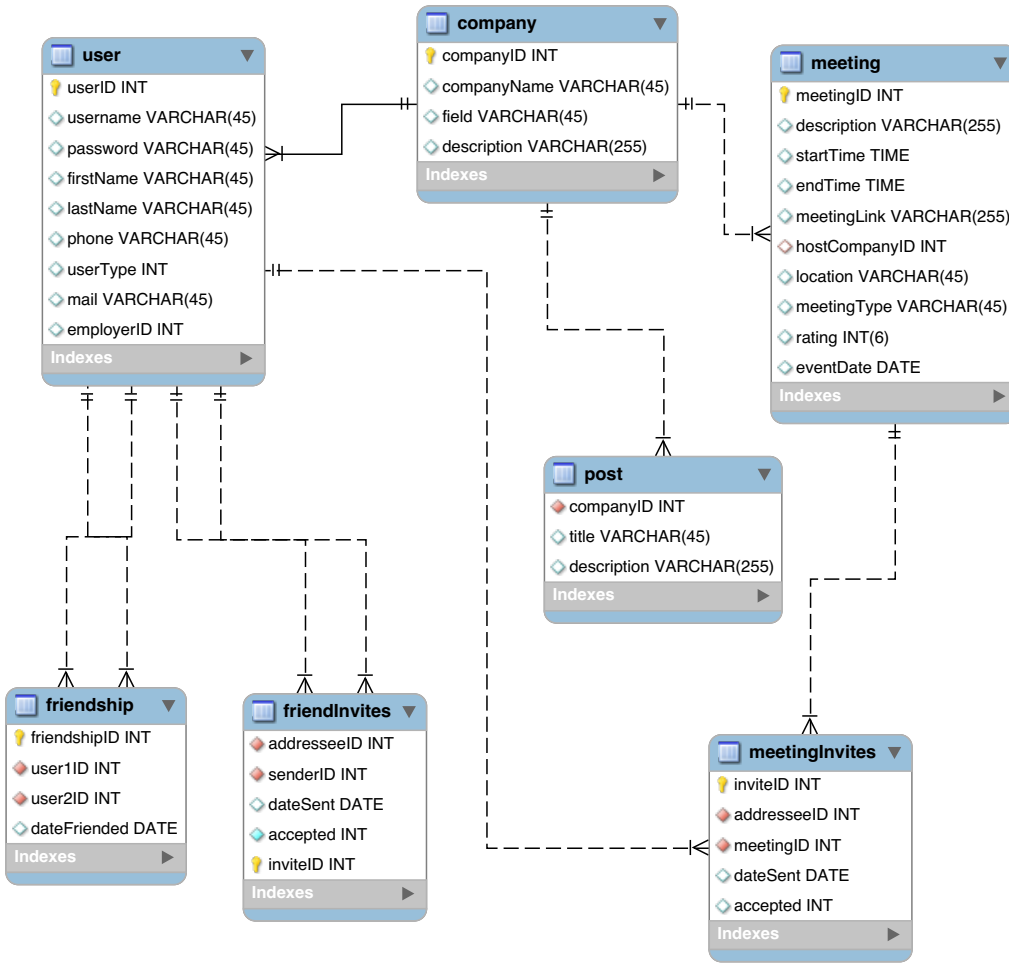 user
userID INT
username VARCHAR(45)
password VARCHAR(45)
firstName VARCHAR(45)
lastName VARCHAR(45)
phone VARCHAR(45)
userType INT
mail VARCHAR(45)
employerID INT
Indexes
company
companyID INT
companyName VARCHAR(45)
field VARCHAR(45)
description VARCHAR(255)
Indexes
meeting
meetingID INT
description VARCHAR(255)
startTime TIME
endTime TIME
meetingLink VARCHAR(255)
hostCompanyID INT
location VARCHAR(45)
meetingType VARCHAR(45)
rating INT(6)
eventDate DATE
Indexes
post
companyID INT
title VARCHAR(45)
description VARCHAR(255)
Indexes
friendship
friendshipID INT
user1ID INT
user2ID INT
dateFriended DATE
Indexes
friendInvites
addresseeID INT
senderID INT
dateSent DATE
accepted INT
inviteID INT
Indexes
meetingInvites
inviteID INT
addresseeID INT
meetingID INT
dateSent DATE
accepted INT
Indexes